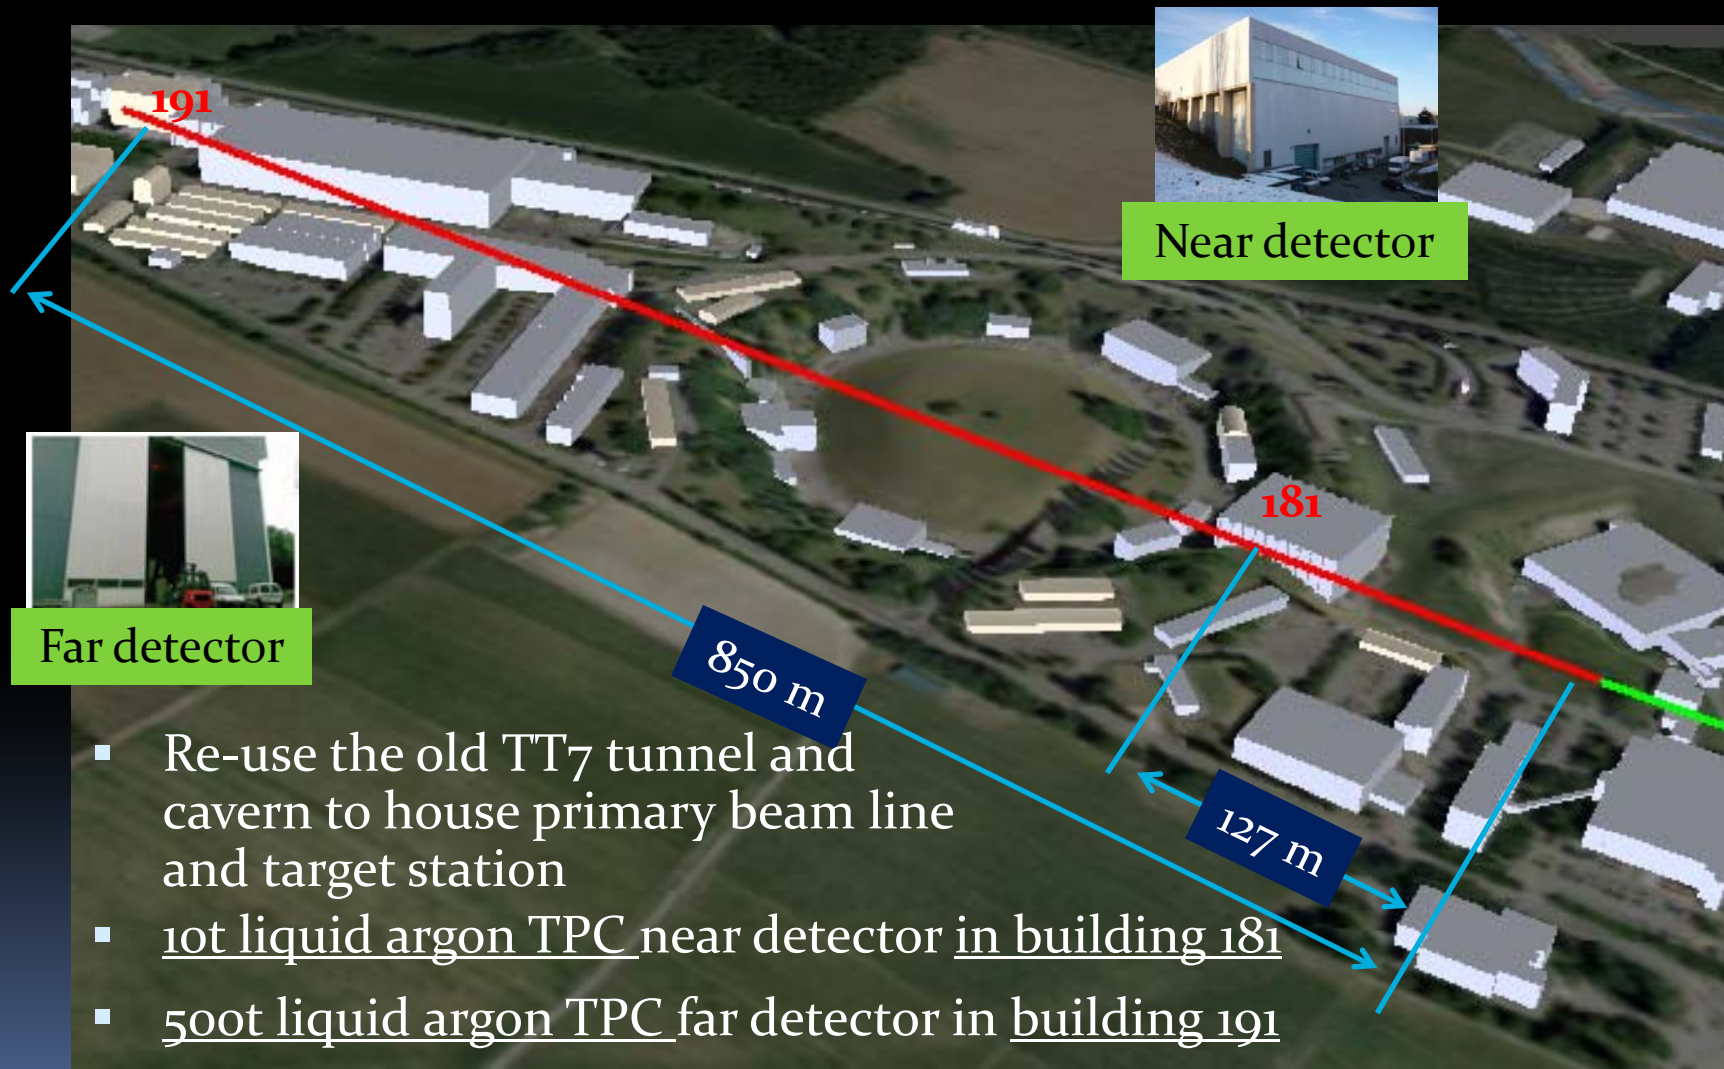 191
Near detector
181
Far detector
850 m
127 m
Re-use the old TT7 tunnel and
cavern to house primary beam line
and target station
10t liquid argon TPC near detector in building 181
500t liquid argon TPC far detector in building 191